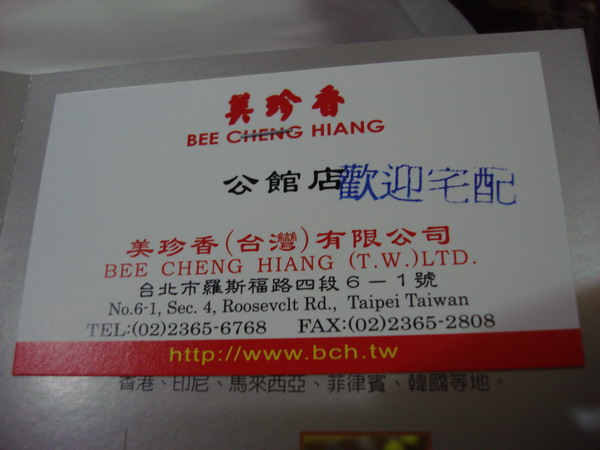 美珍香
BEE CHENG HIANG
公館店 歡迎宅配
美珍香(台灣)有限公司
BEE CHENG HIANG (T.W.)LTD.
台北市羅斯福路四段6－1號
No.6-1, Sec. 4, Roosevclt Rd., Taipei Taiwan
TEL:(02)2365-6768 FAX:(02)2365-2808
http://www.bch.tw
香港、印尼、馬來西亞、菲律賓、韓國等地。